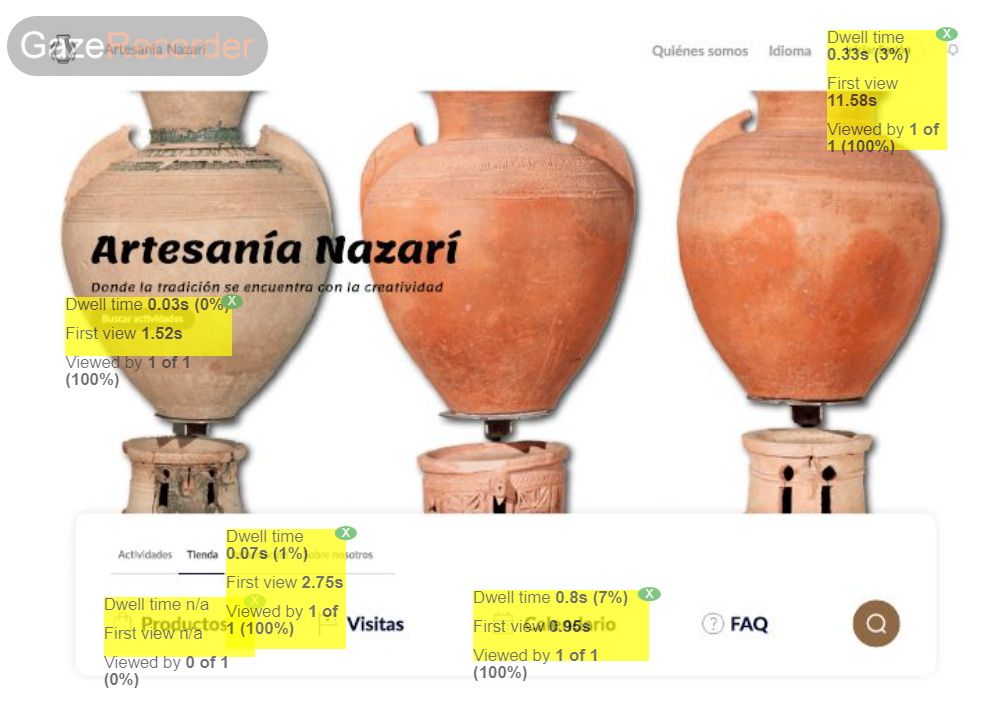 GazeRecorder
Artesanía Nazarí
Quiénes somos Idioma
Dwell time
0.33s (3%)
X
First view
11.58s
Viewed by 1 of
1 (100%)
Artesanía Nazarí
Donde la tradición se encuentra con la creatividad
Dwell time 0.03s (0%)
X
Buscar actividades
First view 1.52s
Viewed by 1 of 1
(100%)
Actividades Tienda
sobre nosotros
Dwell time
0.07s (1%)
X
First view 2.75s
Viewed by 1 of
1 (100%)
Dwell time n/a
X
Productos
First view n/a
Viewed by 0 of 1
(0%)
Visitas
Dwell time 0.8s (7%)
X
Calendario
First view 0.95s
Viewed by 1 of 1
(100%)
? FAQ